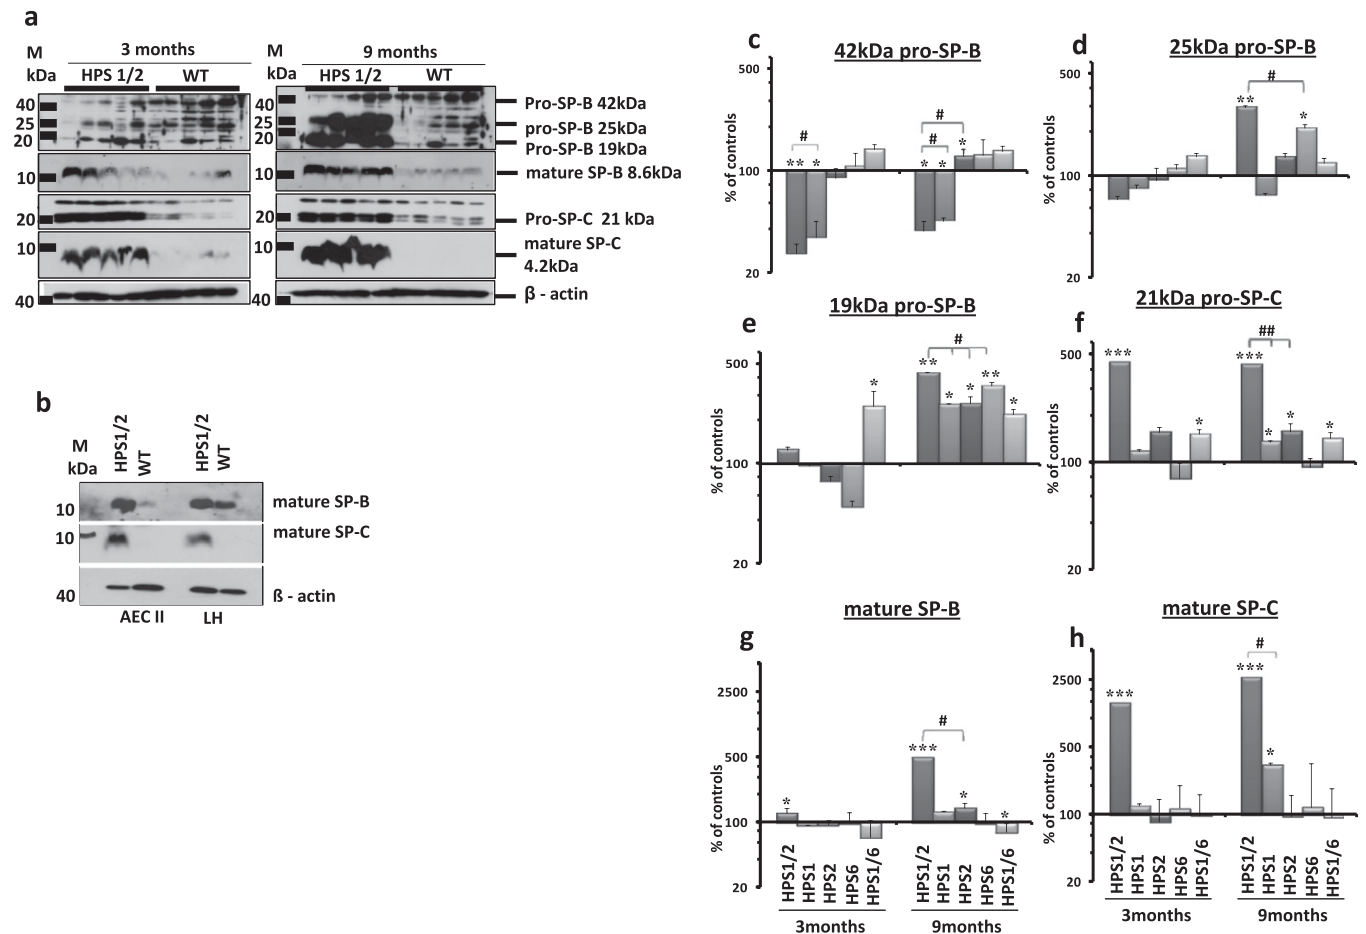 a
M
kDa
3 months
HPS 1/2
WT
M
kDa
9 months
HPS 1/2
WT
40
25
20
10
20
10
40
40
25
20
10
20
10
40
Pro-SP-B 42kDa
pro-SP-B 25kDa
Pro-SP-B 19kDa
mature SP-B 8.6kDa
Pro-SP-C 21 kDa
mature SP-C
4.2kDa
β - actin
b
M
kDa
HPS1/2
WT
HPS1/2
WT
10
10
40
mature SP-B
mature SP-C
ß - actin
AEC II
LH
c
42kDa pro-SP-B
% of controls
500
100
20
#
** *
#
#
* * *
d
25kDa pro-SP-B
% of controls
500
100
20
#
**
*
e
19kDa pro-SP-B
% of controls
500
100
20
*
#
** * * ** *
f
21kDa pro-SP-C
% of controls
500
100
20
***
*
##
*** * * *
g
mature SP-B
% of controls
2500
500
100
20
*
#
*** * *
HPS1/2
HPS1
HPS2
HPS6
HPS1/6
HPS1/2
HPS1
HPS2
HPS6
HPS1/6
3months
9months
h
mature SP-C
% of controls
2500
500
100
20
***
#
*** *
HPS1/2
HPS1
HPS2
HPS6
HPS1/6
HPS1/2
HPS1
HPS2
HPS6
HPS1/6
3months
9months